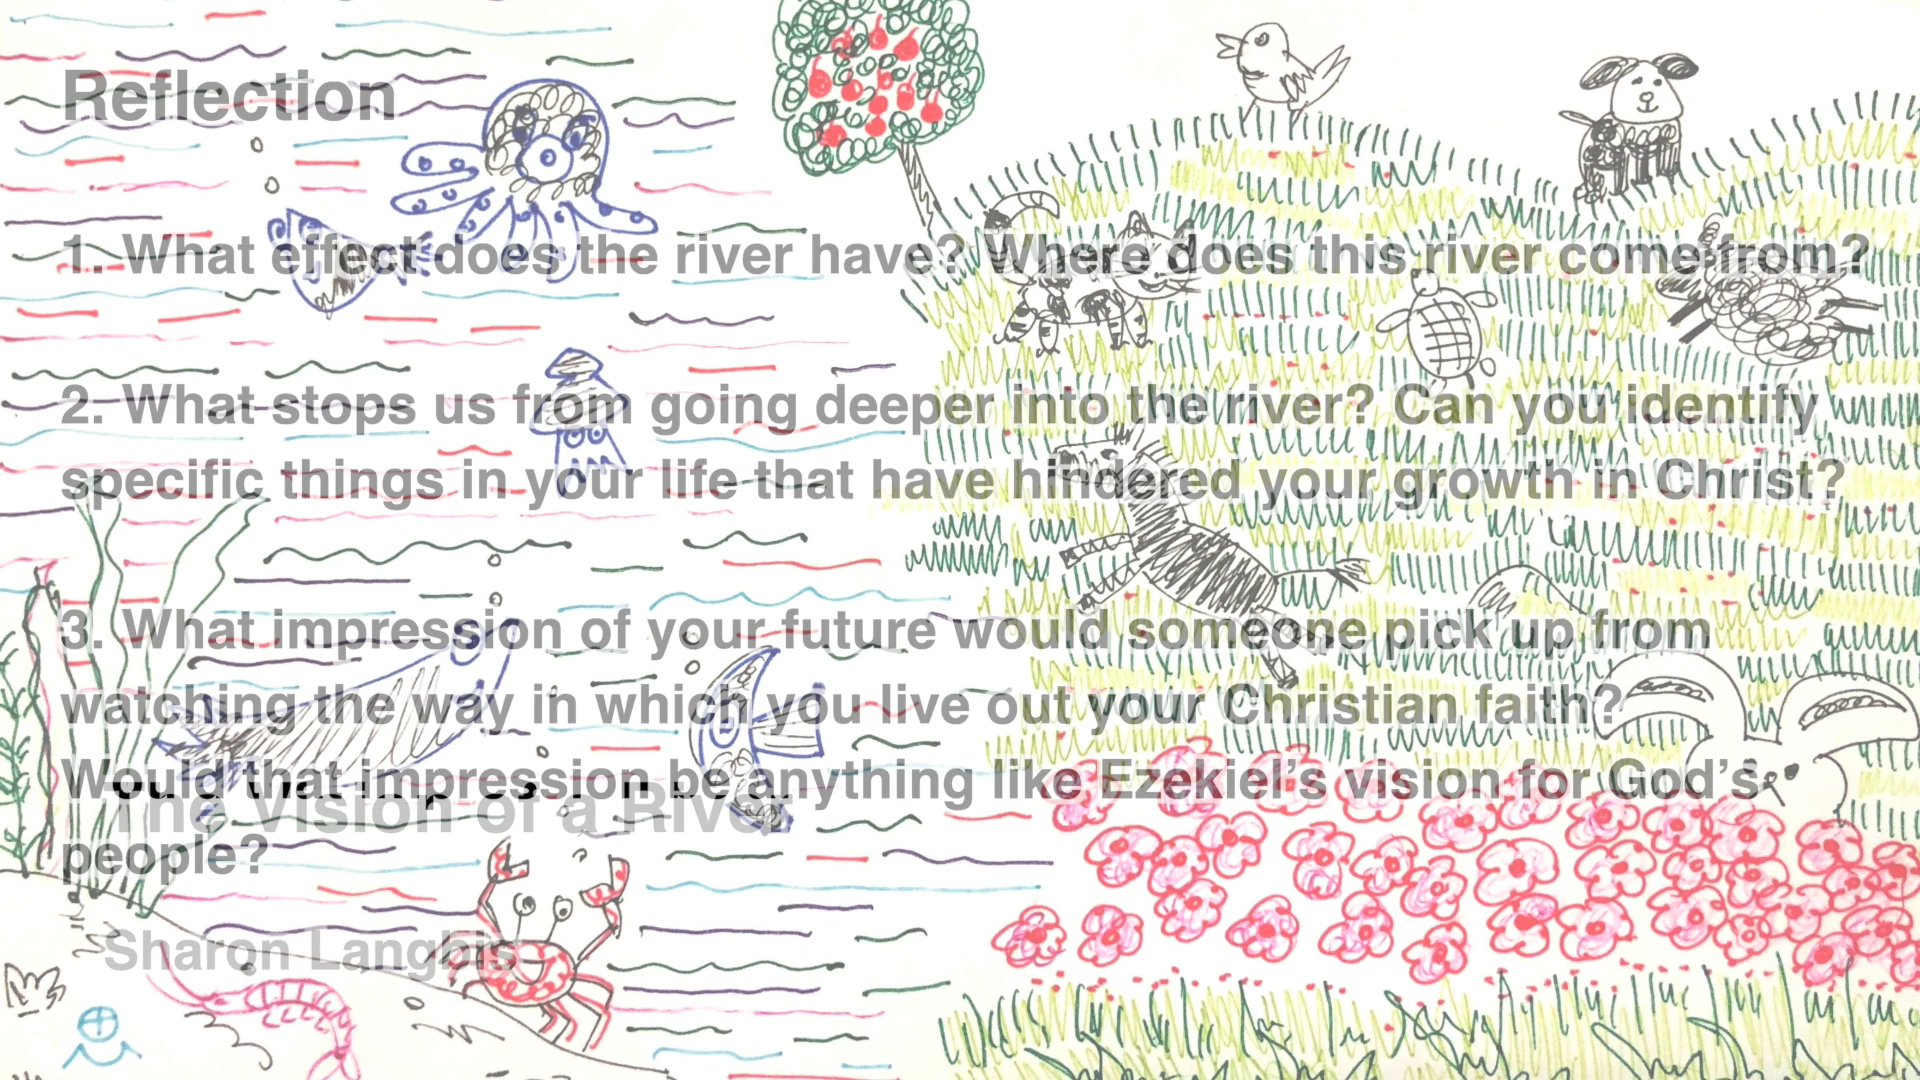 Reflection
1. What effect does the river have? Where does this river come from?
2. What stops us from going deeper into the river? Can you identify
specific things in your life that have hindered your growth in Christ?
3. What impression of your future would someone pick up from
watching the way in which you live out your Christian faith?
Would that impression be anything like Ezekiel’s vision for God’s
The Vision of a River
people?
Sharon Langbis